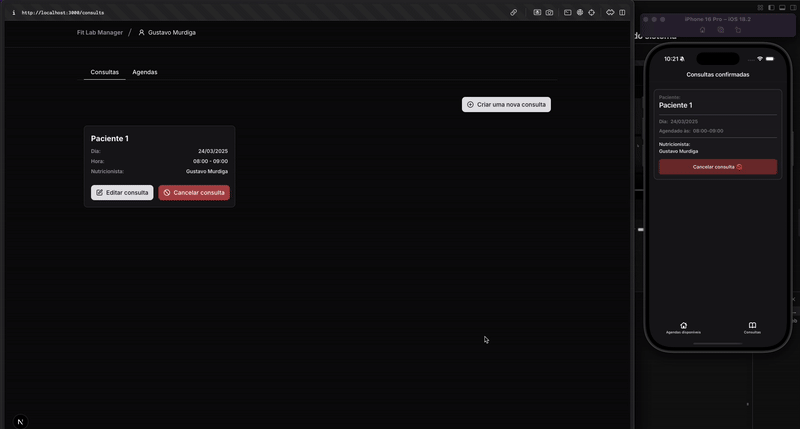 http://localhost:3000/consulta
Fit Lab Manager / Gustavo Murdiga
Consultas Agendas
Criar uma nova consulta
Paciente 1
Dia: 24/03/2025
Hora: 08:00 - 09:00
Nutricionista: Gustavo Murdiga
Editar consulta Cancelar consulta
N
iPhone 16 Pro – iOS 18.2
do sistema
10:21
Consultas confirmadas
Paciente:
Paciente 1
Dia: 24/03/2025
Agendado às: 08:00-09:00
Nutricionista:
Gustavo Murdiga
Cancelar consulta
Agendas disponíveis Consultas